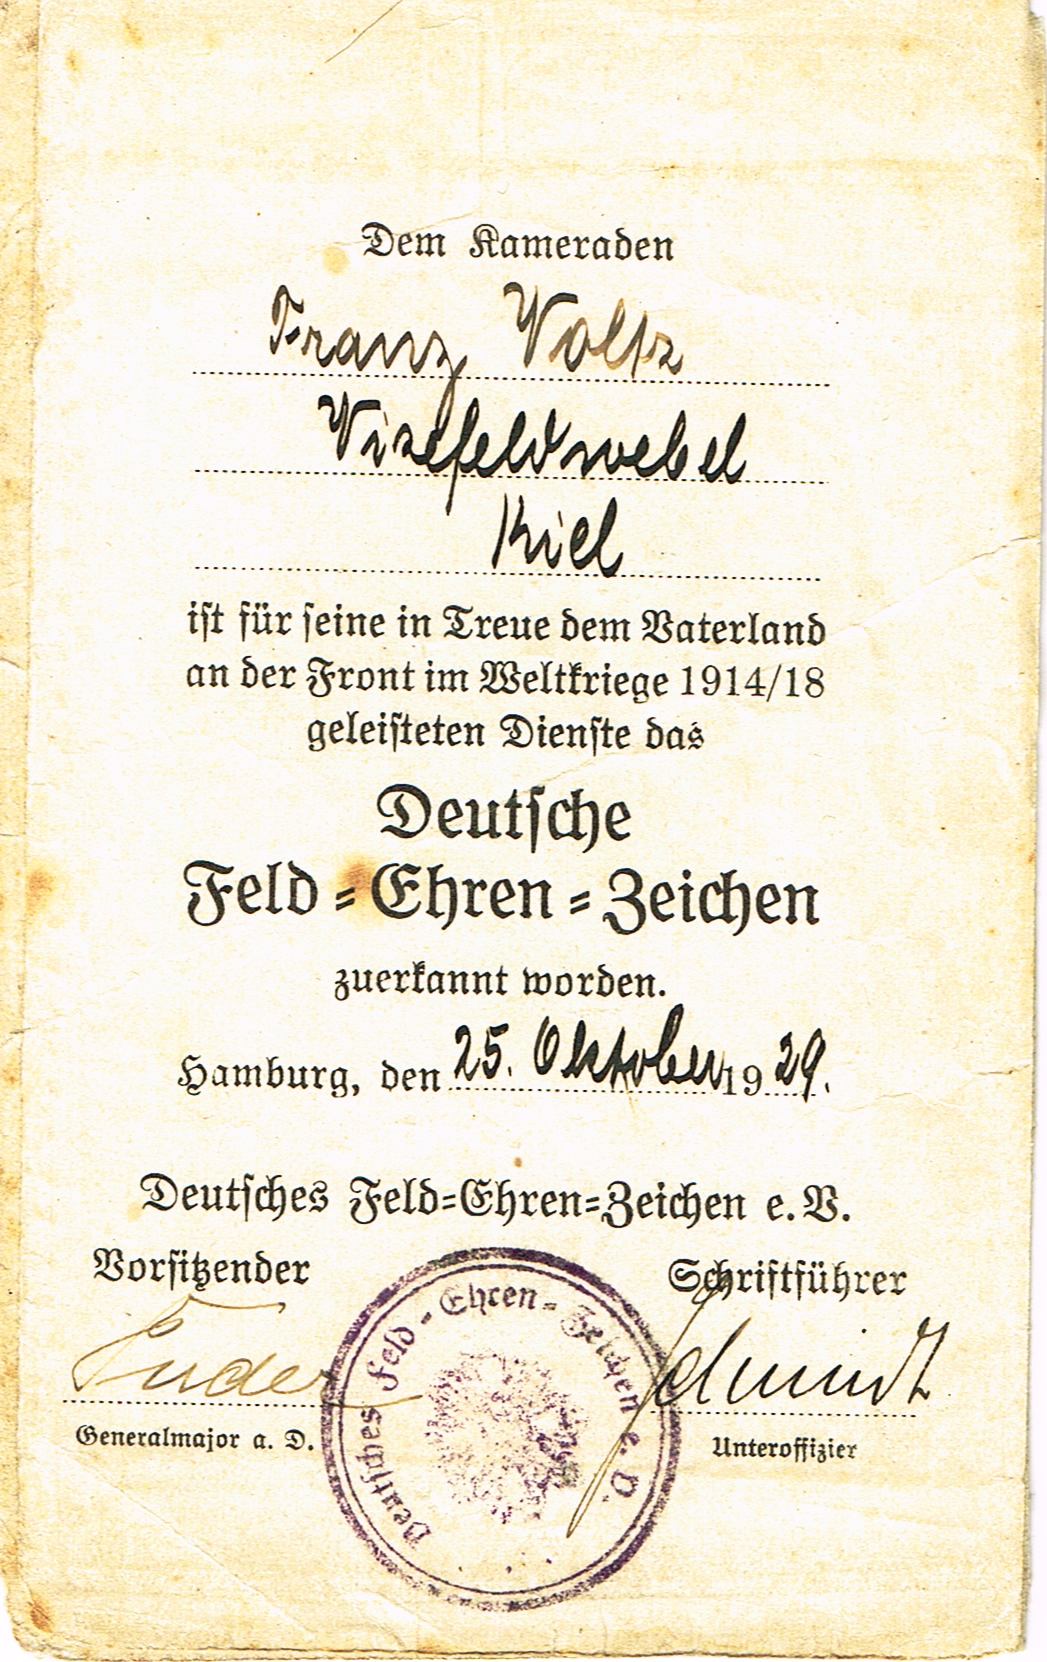 Dem Kameraden
Franz Voltz
Vizefeldwebel
Kiel
ist für seine in Treue dem Vaterland
an der Front im Weltkriege 1914/18
geleisteten Dienste das
Deutsche
Feld-Ehren-Zeichen
zuerkannt worden.
Hamburg, den 25. Oktober 1929.
Deutsches Feld-Ehren-Zeichen e. V.
Vorsitzender
Schriftführer
Schmidt
Generalmajor a. D.
Unteroffizier
Deutsches Feld-Ehren-Zeichen e. V.